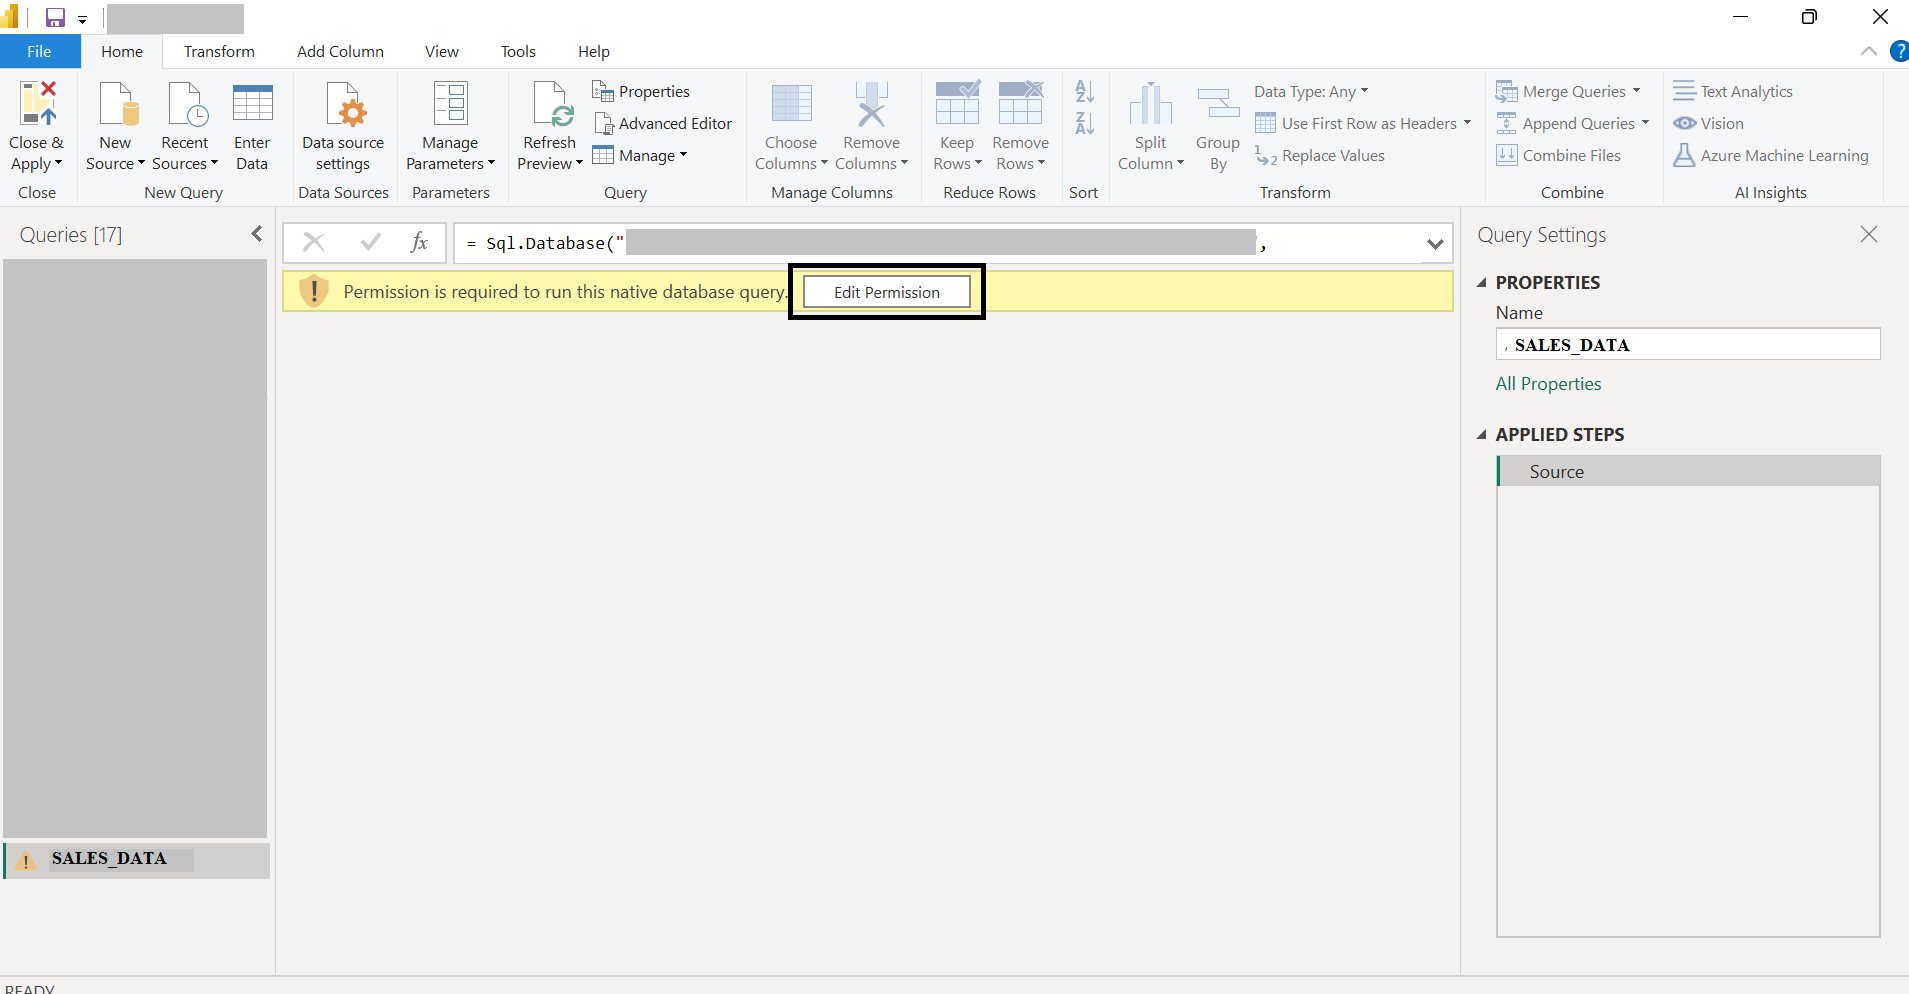 File Home Transform Add Column View Tools Help ?
Close & Apply
New Source
Recent Sources
Enter Data
Data source settings
Manage Parameters
Refresh Preview
Properties
Advanced Editor
Manage
Choose Columns
Remove Columns
Keep Rows
Remove Rows
A
Z
Z
A
Split Column
Group By
Data Type: Any
Use First Row as Headers
1 2 Replace Values
Merge Queries
Append Queries
Combine Files
Text Analytics
Vision
Azure Machine Learning
Close New Query Data Sources Parameters Query Manage Columns Reduce Rows Sort Transform Combine AI Insights
Queries [17]
fx = Sql.Database(" ,
Permission is required to run this native database query. Edit Permission
SALES_DATA
Query Settings
PROPERTIES
Name
SALES_DATA
All Properties
APPLIED STEPS
Source
READY